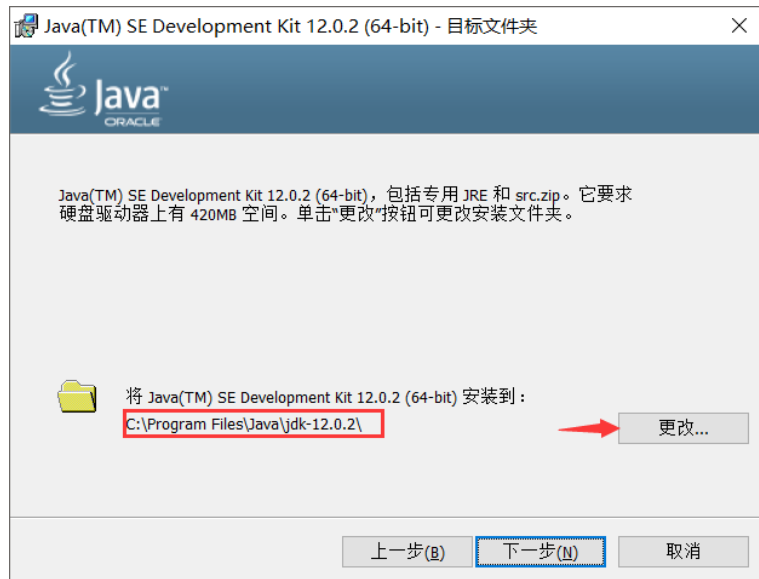 Java(TM) SE Development Kit 12.0.2 (64-bit) - 目标文件夹
Java™
ORACLE
Java(TM) SE Development Kit 12.0.2 (64-bit)，包括专用 JRE 和 src.zip。它要求
硬盘驱动器上有 420MB 空间。单击“更改”按钮可更改安装文件夹。
将 Java(TM) SE Development Kit 12.0.2 (64-bit) 安装到：
C:\Program Files\Java\jdk-12.0.2\
更改...
上一步(B) 下一步(N) 取消